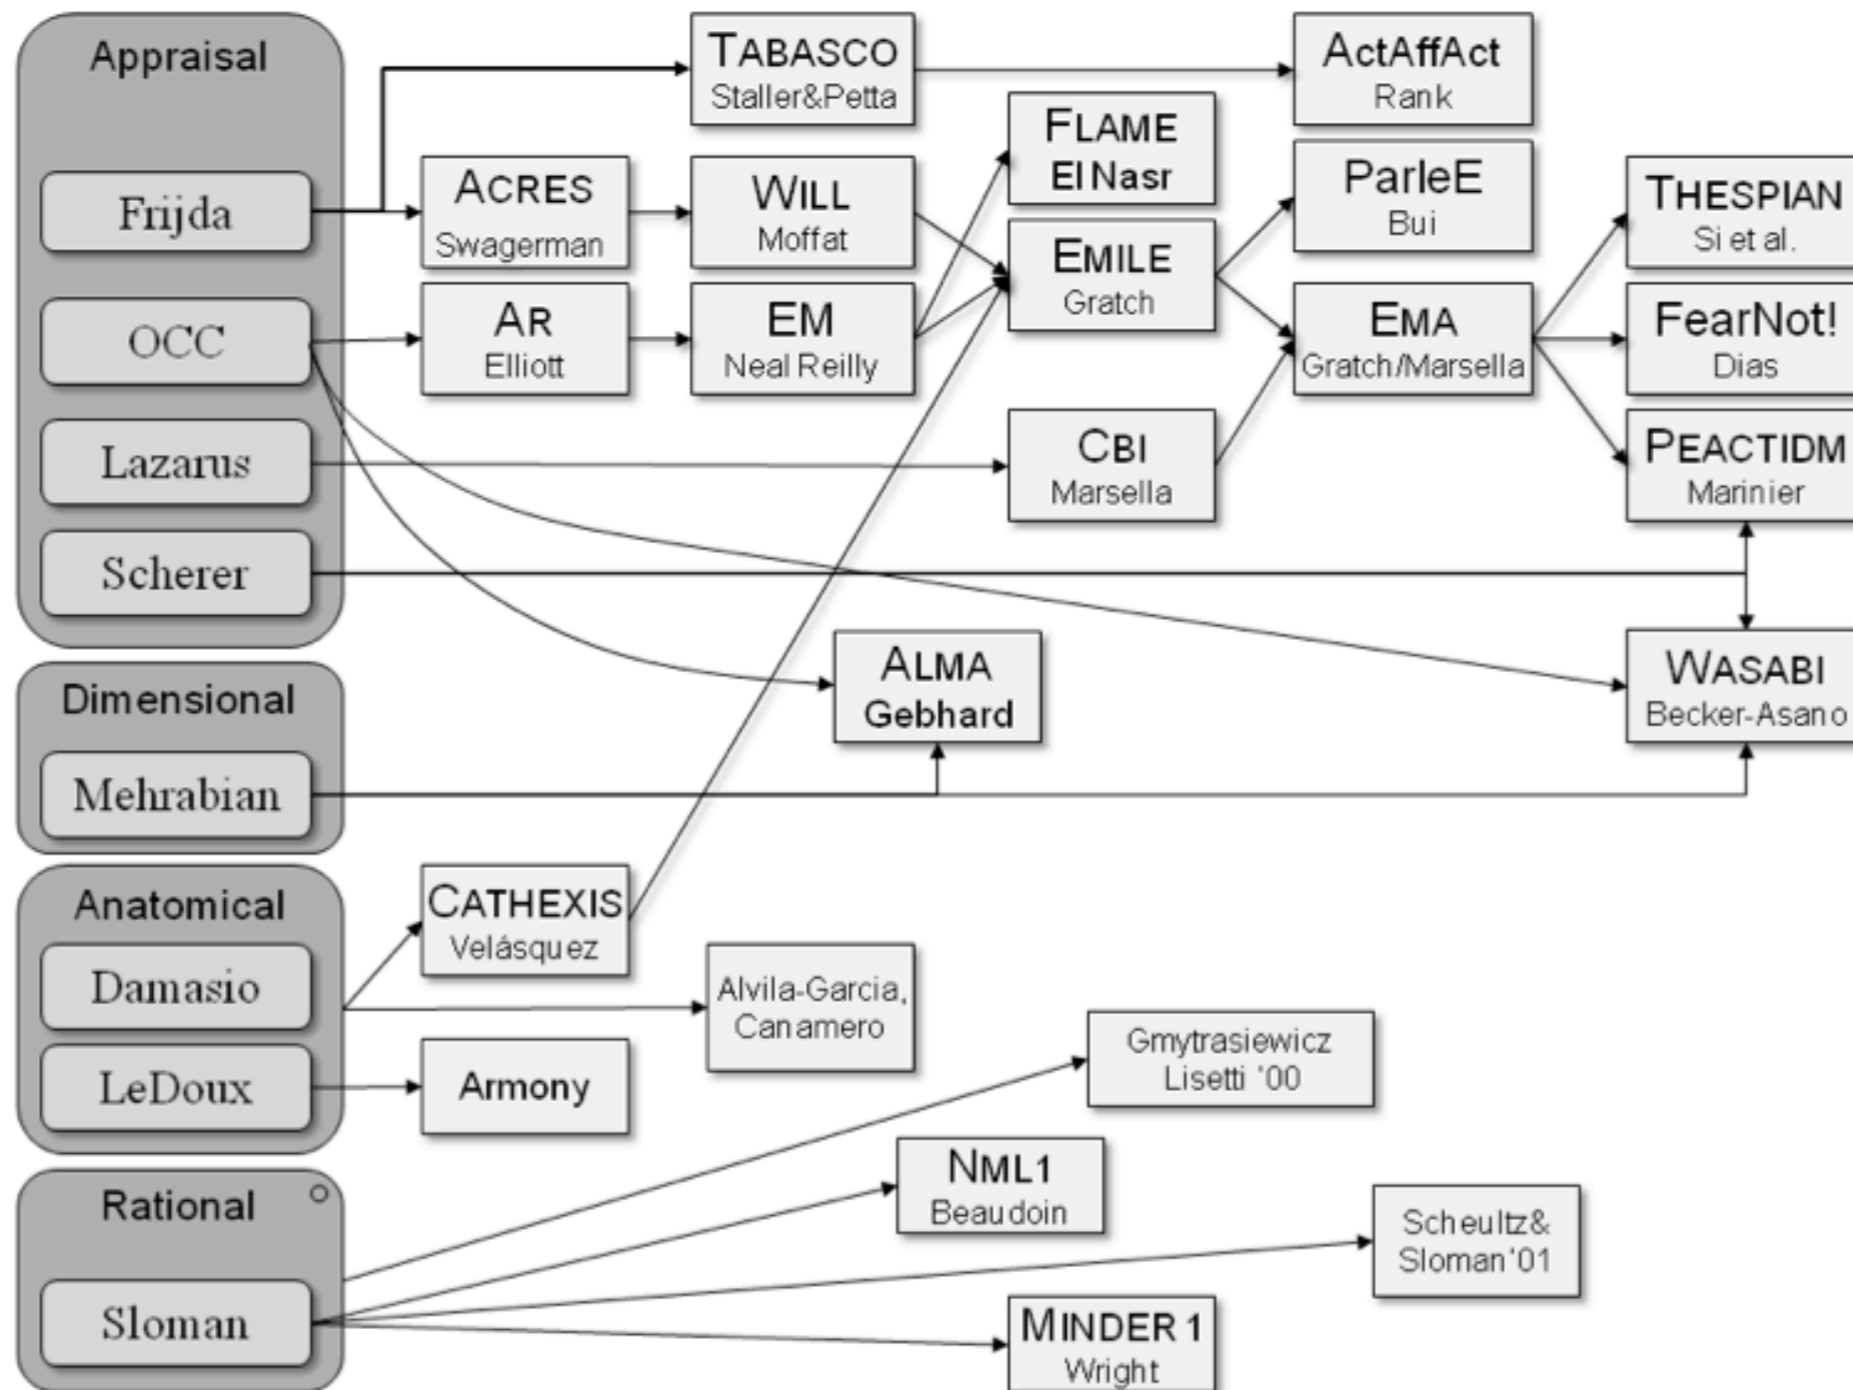 Appraisal
Frijda
OCC
Lazarus
Scherer
Dimensional
Mehrabian
Anatomical
Damasio
LeDoux
Rational
Sloman
TABASCO
Staller&Petta
ActAffAct
Rank
FLAME
El Nasr
ACRES
Swagerman
WILL
Moffat
ParleE
Bui
THESPIAN
Si et al.
EMILE
Gratch
AR
Elliott
EM
Neal Reilly
EMA
Gratch/Marsella
FearNot!
Dias
CBI
Marsella
PEACTIDM
Marinier
ALMA
Gebhard
WASABI
Becker-Asano
CATHEXIS
Velásquez
Alvila-Garcia,
Canamero
Armony
Gmytrasiewicz
Lisetti '00
NML1
Beaudoin
Scheultz&
Sloman'01
MINDER 1
Wright